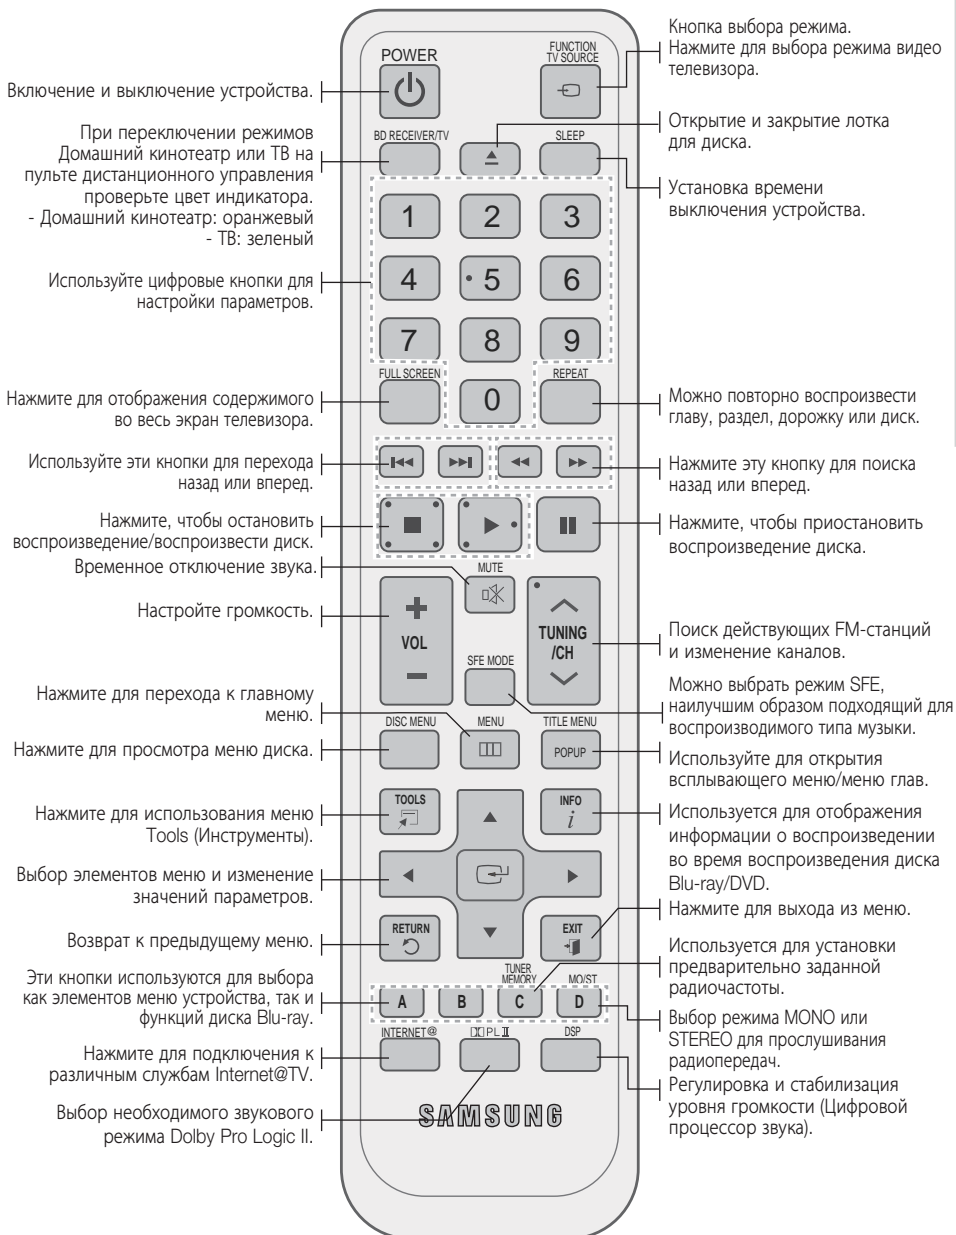 Кнопка выбора режима.
Нажмите для выбора режима видео
телевизора.
POWER
FUNCTION
TV SOURCE
Включение и выключение устройства.
Открытие и закрытие лотка
для диска.
BD RECEIVER/TV
SLEEP
При переключении режимов
Домашний кинотеатр или ТВ на
пульте дистанционного управления
проверьте цвет индикатора.
- Домашний кинотеатр: оранжевый
- ТВ: зеленый
Установка времени
выключения устройства.
1 2 3
4 5 6
7 8 9
0
Используйте цифровые кнопки для
настройки параметров.
FULL SCREEN
REPEAT
Нажмите для отображения содержимого
во весь экран телевизора.
Можно повторно воспроизвести
главу, раздел, дорожку или диск.
Используйте эти кнопки для перехода
назад или вперед.
Нажмите эту кнопку для поиска
назад или вперед.
Нажмите, чтобы остановить
воспроизведение/воспроизвести диск.
Нажмите, чтобы приостановить
воспроизведение диска.
Временное отключение звука.
MUTE
Настройте громкость.
VOL
TUNING
/CH
Поиск действующих FM-станций
и изменение каналов.
SFE MODE
Можно выбрать режим SFE,
наилучшим образом подходящий для
воспроизводимого типа музыки.
Нажмите для перехода к главному
меню.
DISC MENU
MENU
TITLE MENU
POPUP
Нажмите для просмотра меню диска.
Используйте для открытия
всплывающего меню/меню глав.
TOOLS
INFO
i
Нажмите для использования меню
Tools (Инструменты).
Используется для отображения
информации о воспроизведении
во время воспроизведения диска
Blu-ray/DVD.
Выбор элементов меню и изменение
значений параметров.
RETURN
EXIT
Нажмите для выхода из меню.
Возврат к предыдущему меню.
Используется для установки
предварительно заданной
радиочастоты.
TUNER
MEMORY
MO/ST
A B C D
Эти кнопки используются для выбора
как элементов меню устройства, так и
функций диска Blu-ray.
Выбор режима MONO или
STEREO для прослушивания
радиопередач.
INTERNET@
PL II
DSP
Нажмите для подключения к
различным службам Internet@TV.
Регулировка и стабилизация
уровня громкости (Цифровой
процессор звука).
Выбор необходимого звукового
режима Dolby Pro Logic II.
SAMSUNG